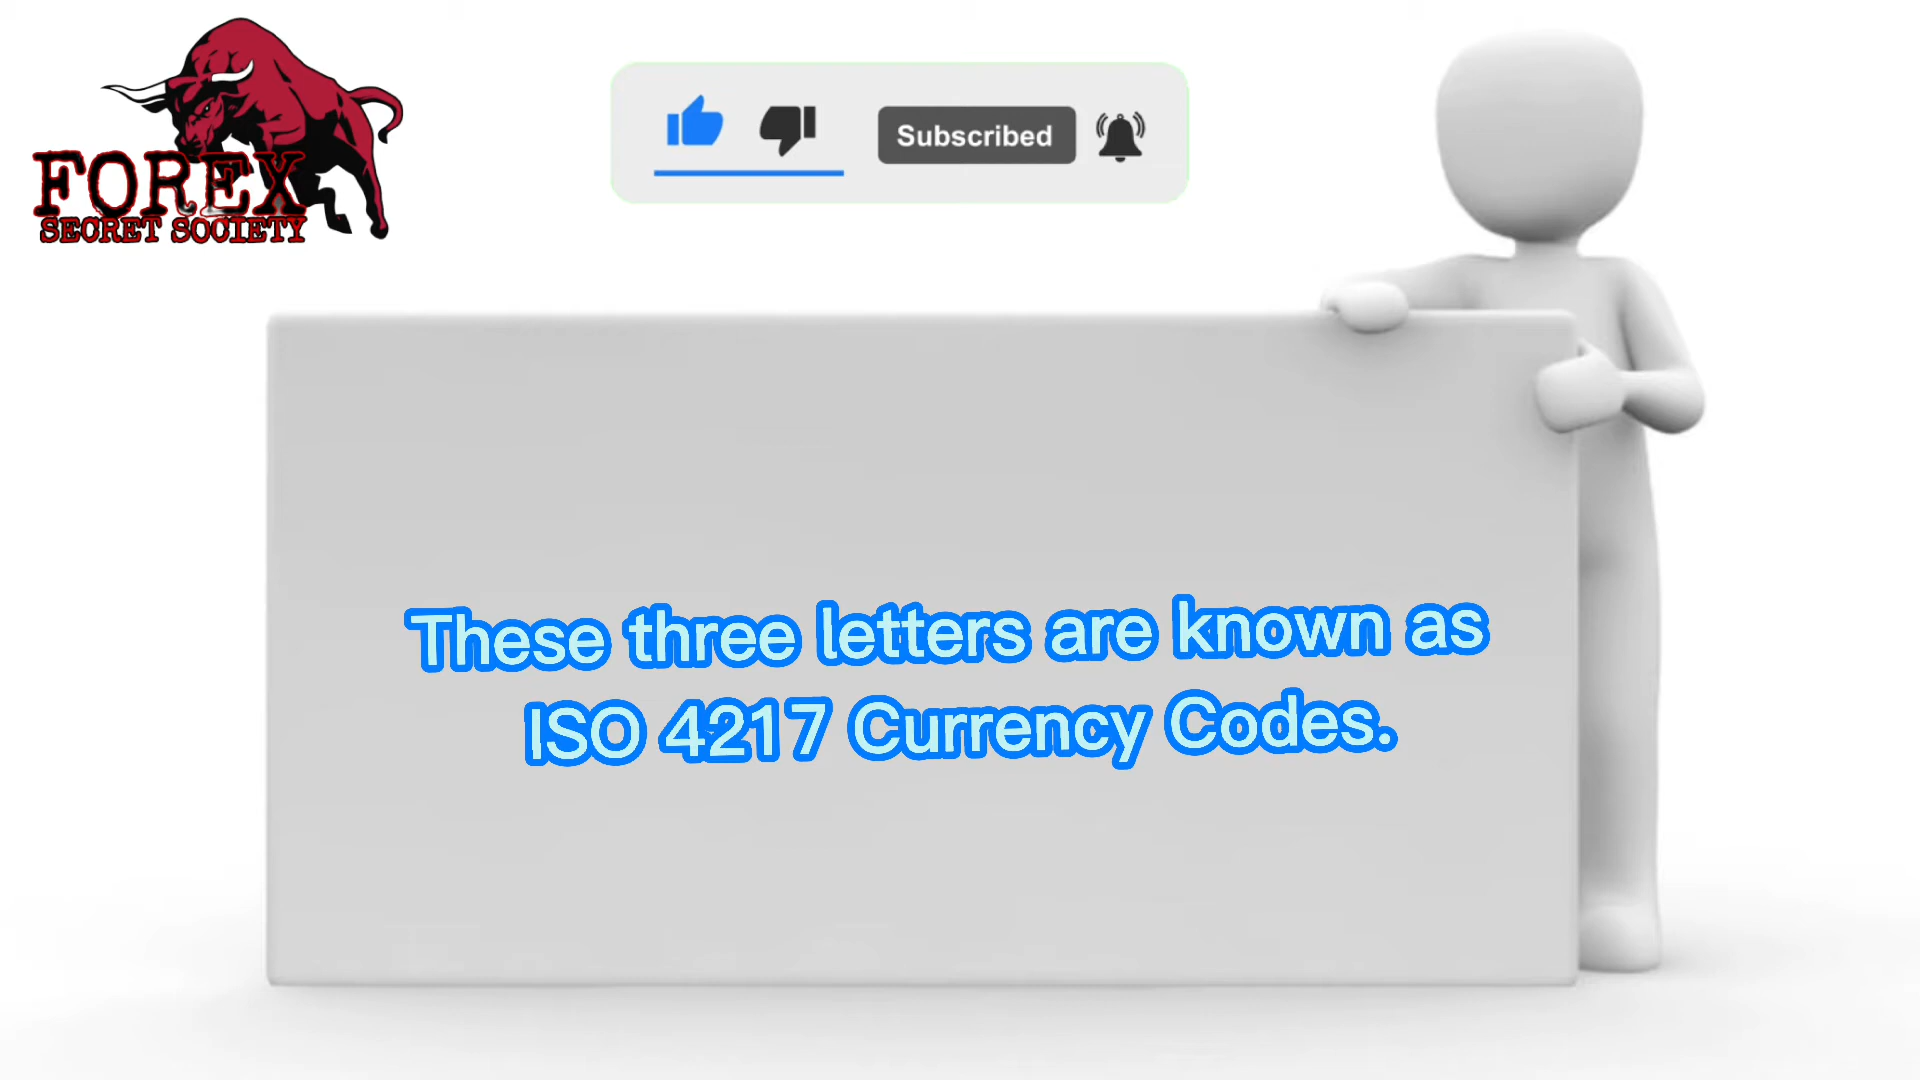 FOREX
SECRET SOCIETY
Subscribed
These three letters are known as
ISO 4217 Currency Codes.